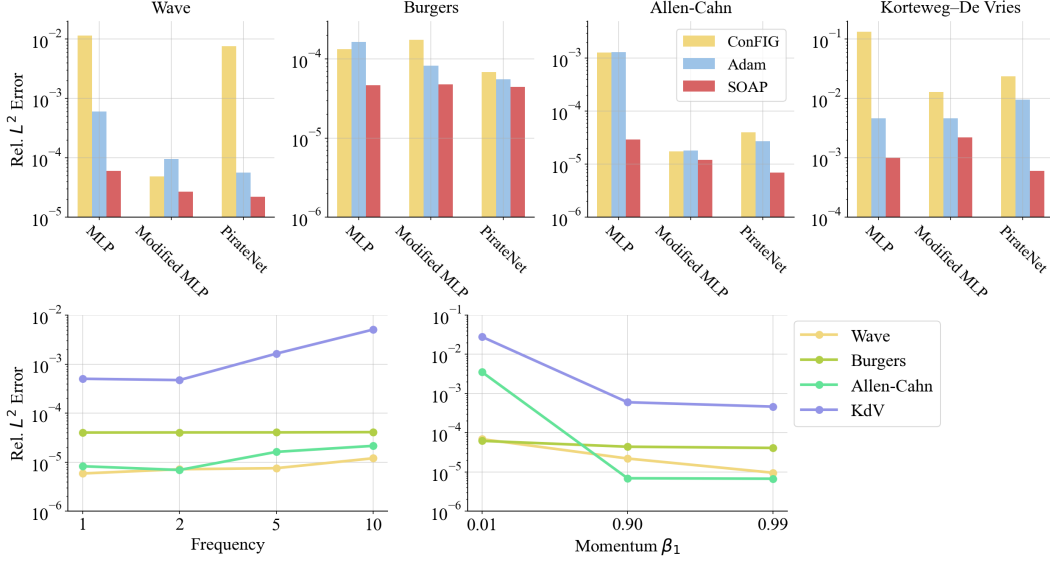 Wave
Burgers
Allen-Cahn
Korteweg–De Vries
Rel. L² Error
10⁻²
10⁻³
10⁻⁴
10⁻⁵
MLP
Modified MLP
PirateNet
10⁻⁴
10⁻⁵
10⁻⁶
MLP
Modified MLP
PirateNet
10⁻³
10⁻⁴
10⁻⁵
10⁻⁶
MLP
Modified MLP
PirateNet
ConFIG
Adam
SOAP
10⁻¹
10⁻²
10⁻³
10⁻⁴
MLP
Modified MLP
PirateNet
Rel. L² Error
10⁻²
10⁻³
10⁻⁴
10⁻⁵
10⁻⁶
1
2
5
10
Frequency
10⁻¹
10⁻²
10⁻³
10⁻⁴
10⁻⁵
10⁻⁶
0.01
0.90
0.99
Momentum β₁
Wave
Burgers
Allen-Cahn
KdV